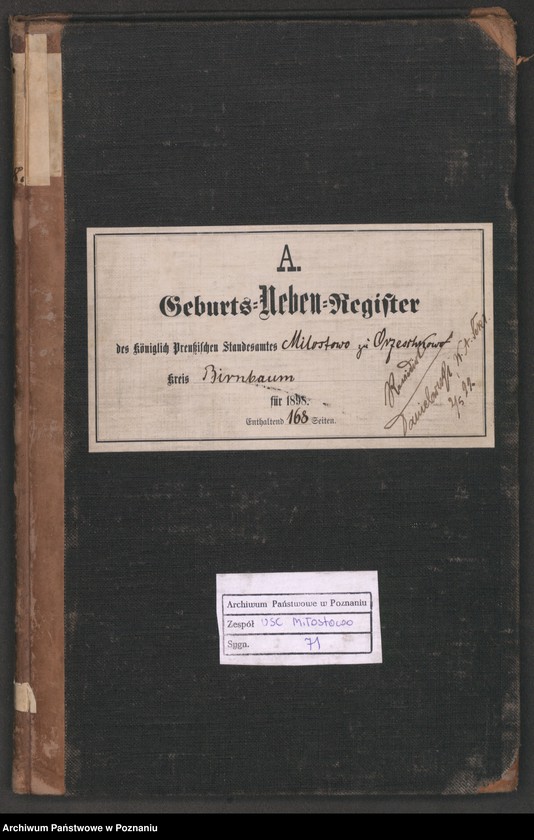 A.
Geburts-Neben-Register
des Königlich Preußischen Standesamtes Milostowo zu Orzeschkowo
Kreis Birnbaum
für 1898.
Enthaltend 168 Seiten.
Archiwum Państwowe w Poznaniu
Zespół USC Miłostowo
Sygn. 71
Archiwum Państwowe w Poznaniu